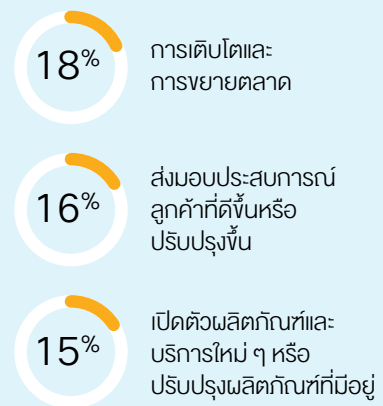 18%
การเติบโตและ
การขยายตลาด
16%
ส่งมอบประสบการณ์
ลูกค้าที่ดีขึ้นหรือ
ปรับปรุงขึ้น
15%
เปิดตัวผลิตภัณฑ์และ
บริการใหม่ ๆ หรือ
ปรับปรุงผลิตภัณฑ์ที่มีอยู่